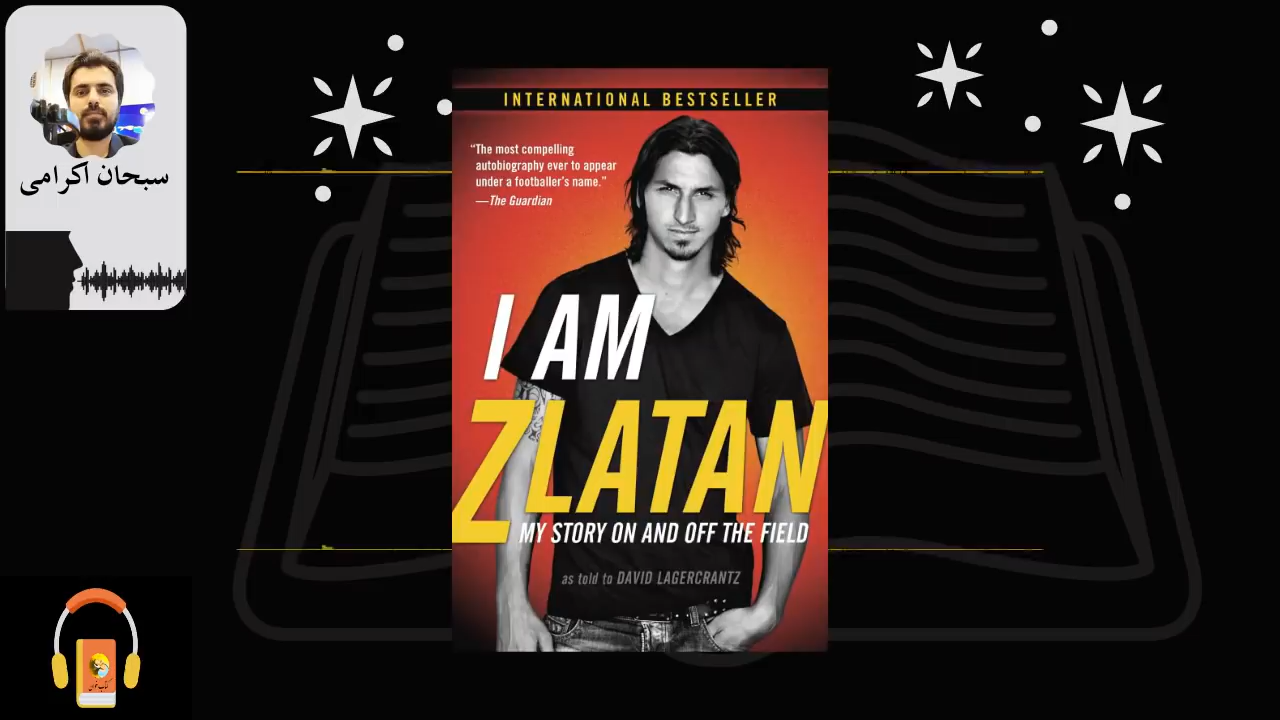 سبحان اکرامی
INTERNATIONAL BESTSELLER
“The most compelling
autobiography ever to appear
under a footballer’s name.”
—The Guardian
I AM
ZLATAN
MY STORY ON AND OFF THE FIELD
as told to DAVID LAGERCRANTZ